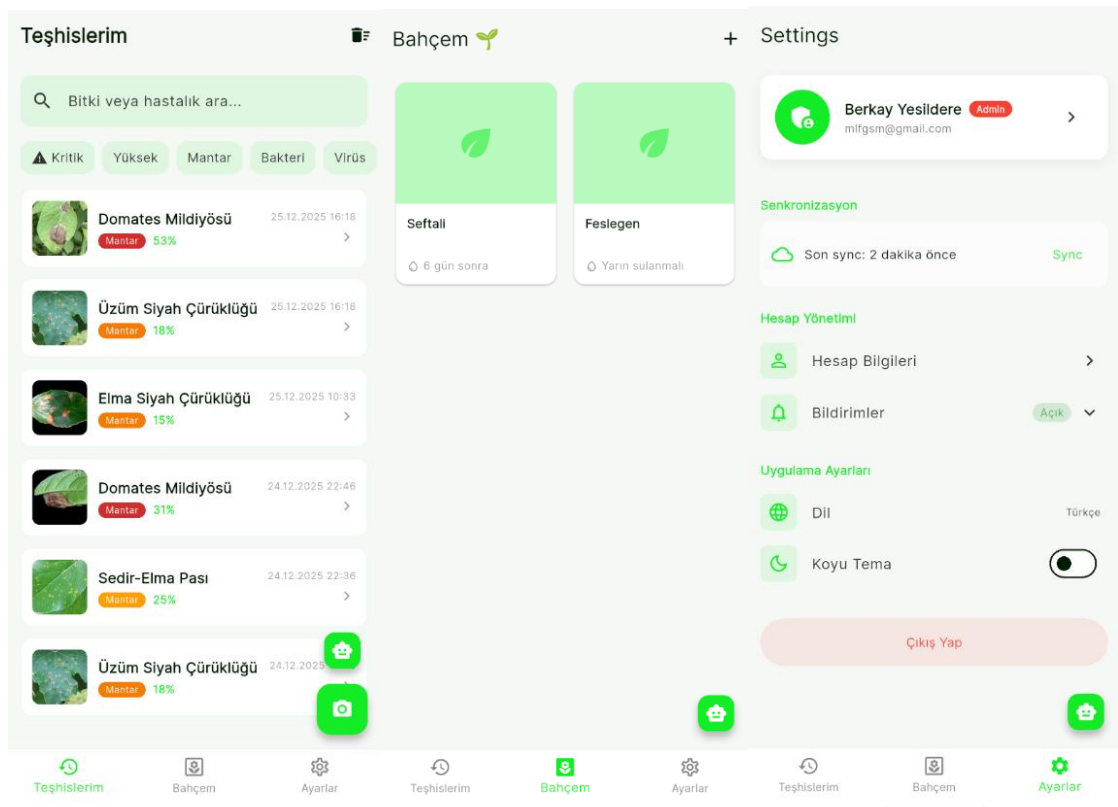 Teşhislerim
Bitki veya hastalık ara...
Kritik
Yüksek
Mantar
Bakteri
Virüs
Domates Mildiyösü
25.12.2025 16:18
Mantar
53%
Üzüm Siyah Çürüklüğü
25.12.2025 16:18
Mantar
18%
Elma Siyah Çürüklüğü
25.12.2025 10:33
Mantar
15%
Domates Mildiyösü
24.12.2025 22:46
Mantar
31%
Sedir-Elma Pası
24.12.2025 22:36
Mantar
25%
Üzüm Siyah Çürüklüğü
24.12.2025
Mantar
18%
Teşhislerim
Bahçem
Ayarlar
Bahçem 🌱
+
Seftali
6 gün sonra
Feslegen
Yarın sulanmalı
Teşhislerim
Bahçem
Ayarlar
Settings
Berkay Yesildere
Admin
mlfgsm@gmail.com
Senkronizasyon
Son sync: 2 dakika önce
Sync
Hesap Yönetimi
Hesap Bilgileri
Bildirimler
Açık
Uygulama Ayarları
Dil
Türkçe
Koyu Tema
Çıkış Yap
Teşhislerim
Bahçem
Ayarlar